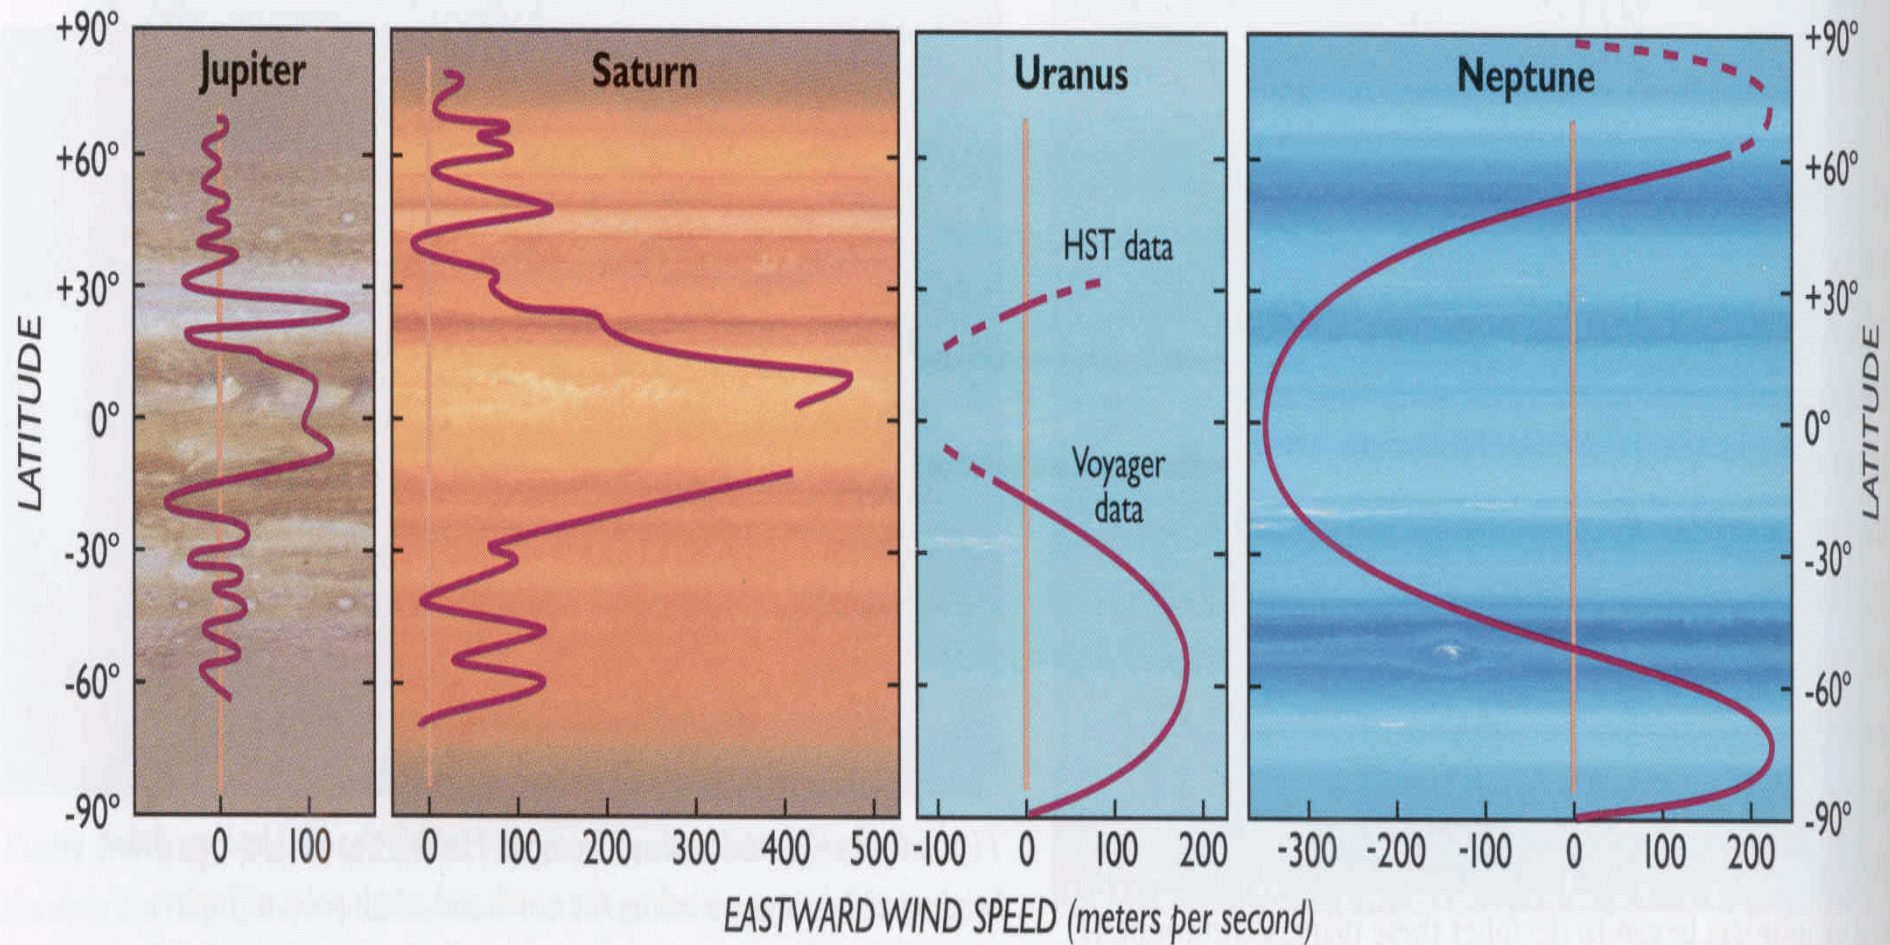 Jupiter
Saturn
Uranus
Neptune
+90°
+60°
+30°
0°
-30°
-60°
-90°
LATITUDE
HST data
Voyager
data
+90°
+60°
+30°
0°
-30°
-60°
-90°
LATITUDE
0 100
0 100 200 300 400 500
-100 0 100 200
-300 -200 -100 0 100 200
EASTWARD WIND SPEED (meters per second)